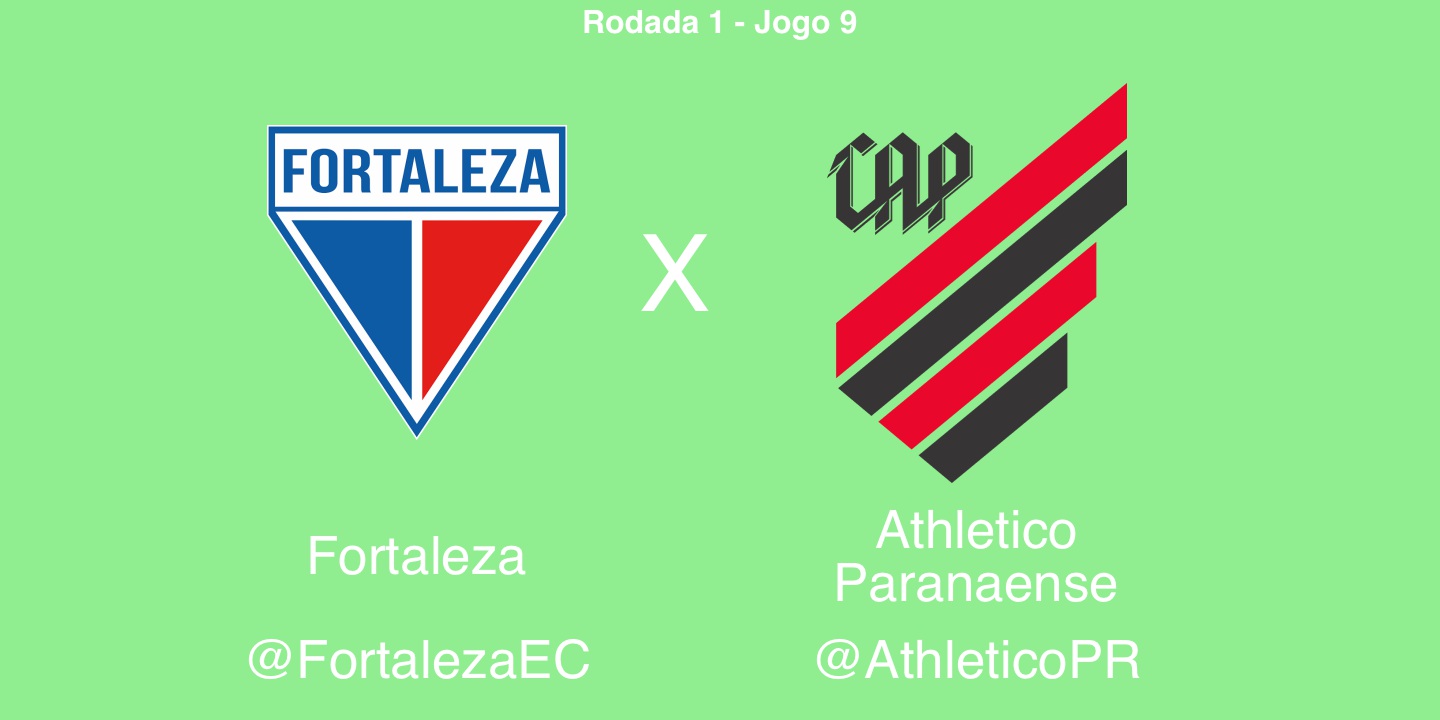 Rodada 1 - Jogo 9
FORTALEZA
CAP
X
Fortaleza
Athletico
Paranaense
@FortalezaEC
@AthleticoPR